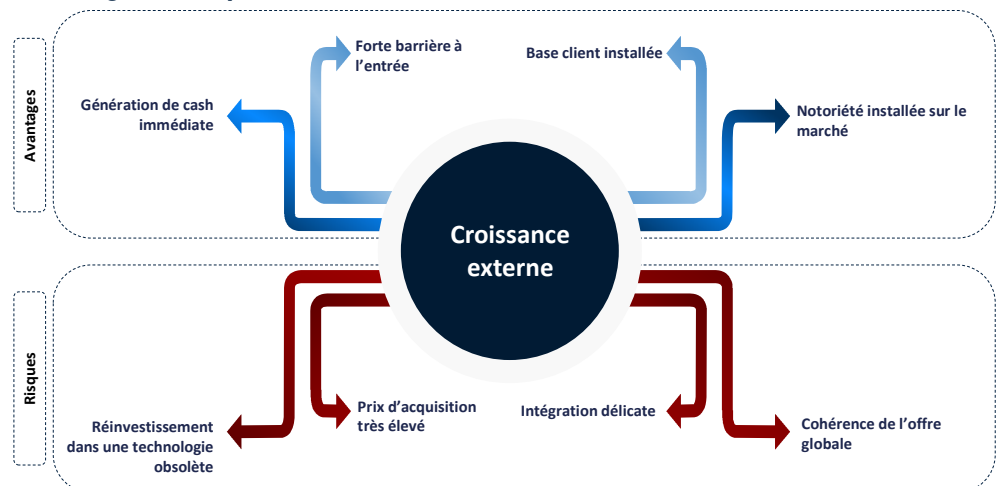 Avantages
Forte barrière à
l'entrée
Base client installée
Génération de cash
immédiate
Notoriété installée sur le
marché
Croissance
externe
Risques
Prix d'acquisition
très élevé
Intégration délicate
Réinvestissement
dans une technologie
obsolète
Cohérence de l'offre
globale